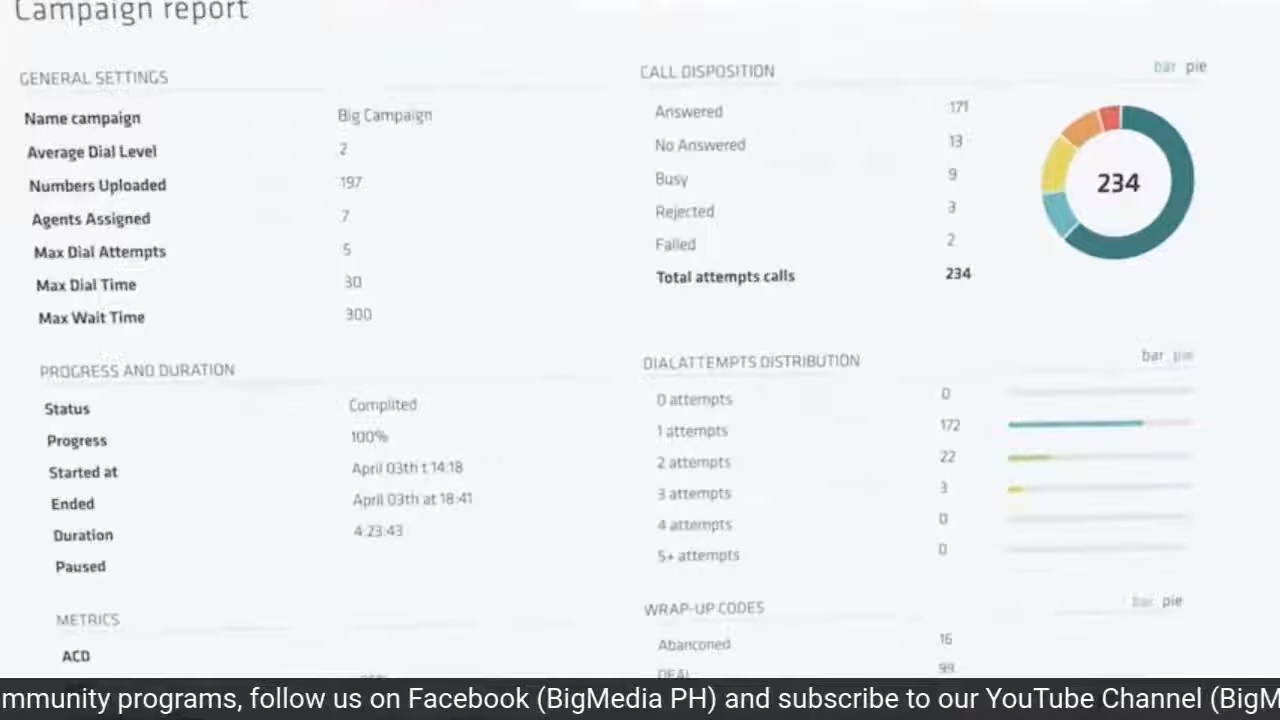 Campaign report
GENERAL SETTINGS
Name campaign Big Campaign
Average Dial Level 2
Numbers Uploaded 197
Agents Assigned 7
Max Dial Attempts 5
Max Dial Time 30
Max Wait Time 300
PROGRESS AND DURATION
Status Complited
Progress 100%
Started at April 03th t 14:18
Ended April 03th at 18:41
Duration 4:23:43
Paused
METRICS
ACD
CALL DISPOSITION bar pie
Answered 171
No Answered 13
Busy 9
Rejected 3
Failed 2
Total attempts calls 234
234
DIALATTEMPTS DISTRIBUTION bar pie
0 attempts 0
1 attempts 172
2 attempts 22
3 attempts 3
4 attempts 0
5+ attempts 0
WRAP-UP CODES bar pie
Abanconed 16
DEAL 99
mmunity programs, follow us on Facebook (BigMedia PH) and subscribe to our YouTube Channel (BigM